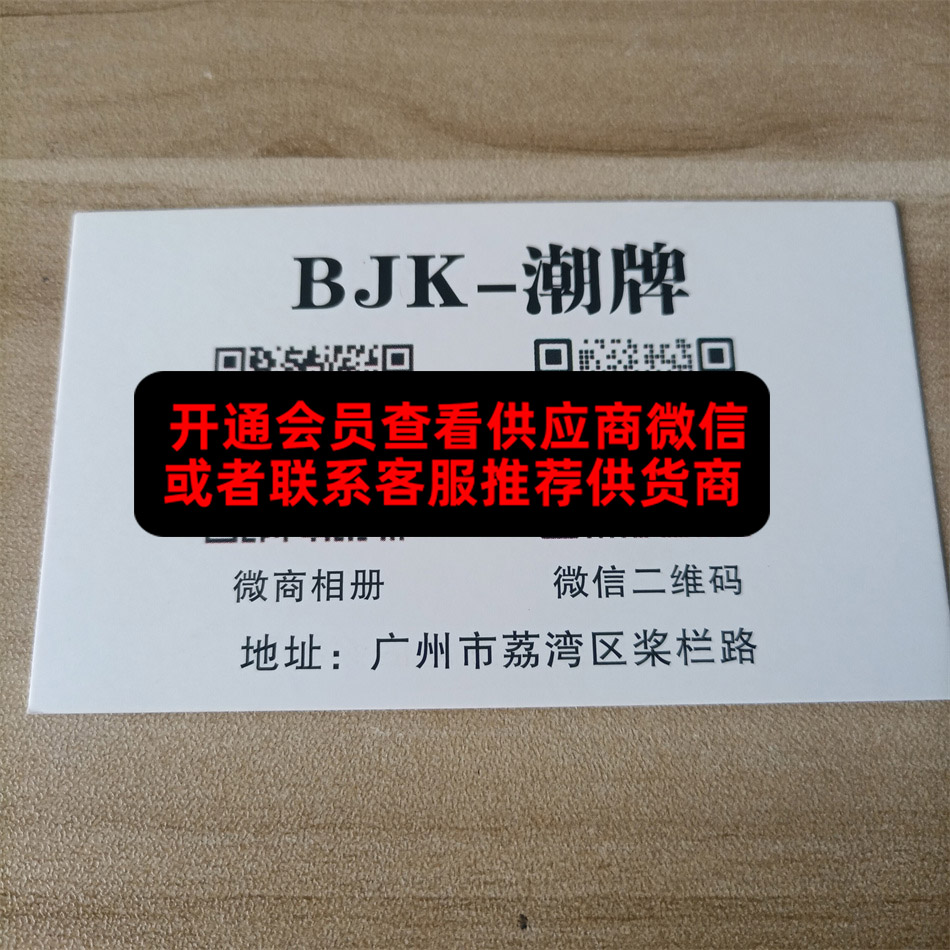 BJK-潮牌
开通会员查看供应商微信
或者联系客服推荐供货商
微商相册
微信二维码
地址：广州市荔湾区桨栏路